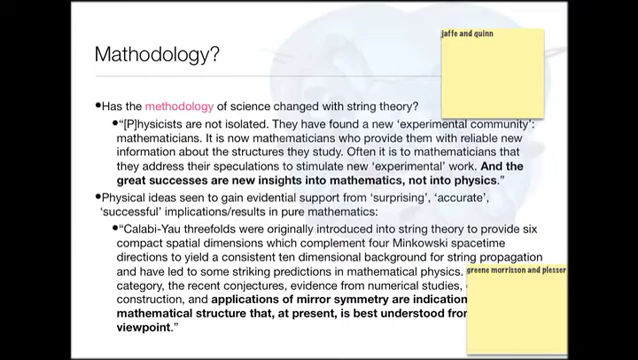 jaffe and quinn
Mathodology?
•Has the methodology of science changed with string theory?
•“[P]hysicists are not isolated. They have found a new ‘experimental community’:
mathematicians. It is now mathematicians who provide them with reliable new
information about the structures they study. Often it is to mathematicians that
they address their speculations to stimulate new ‘experimental’ work. And the
great successes are new insights into mathematics, not into physics.”
•Physical ideas seen to gain evidential support from ‘surprising’, ‘accurate’,
‘successful’ implications/results in pure mathematics:
•“Calabi-Yau threefolds were originally introduced into string theory to provide six
compact spatial dimensions which complement four Minkowski spacetime
directions to yield a consistent ten dimensional background for string propagation
and have led to some striking predictions in mathematical physics.
greene morrisson and plesser
category, the recent conjectures, evidence from numerical studies,
construction, and applications of mirror symmetry are indication
mathematical structure that, at present, is best understood from
viewpoint.”